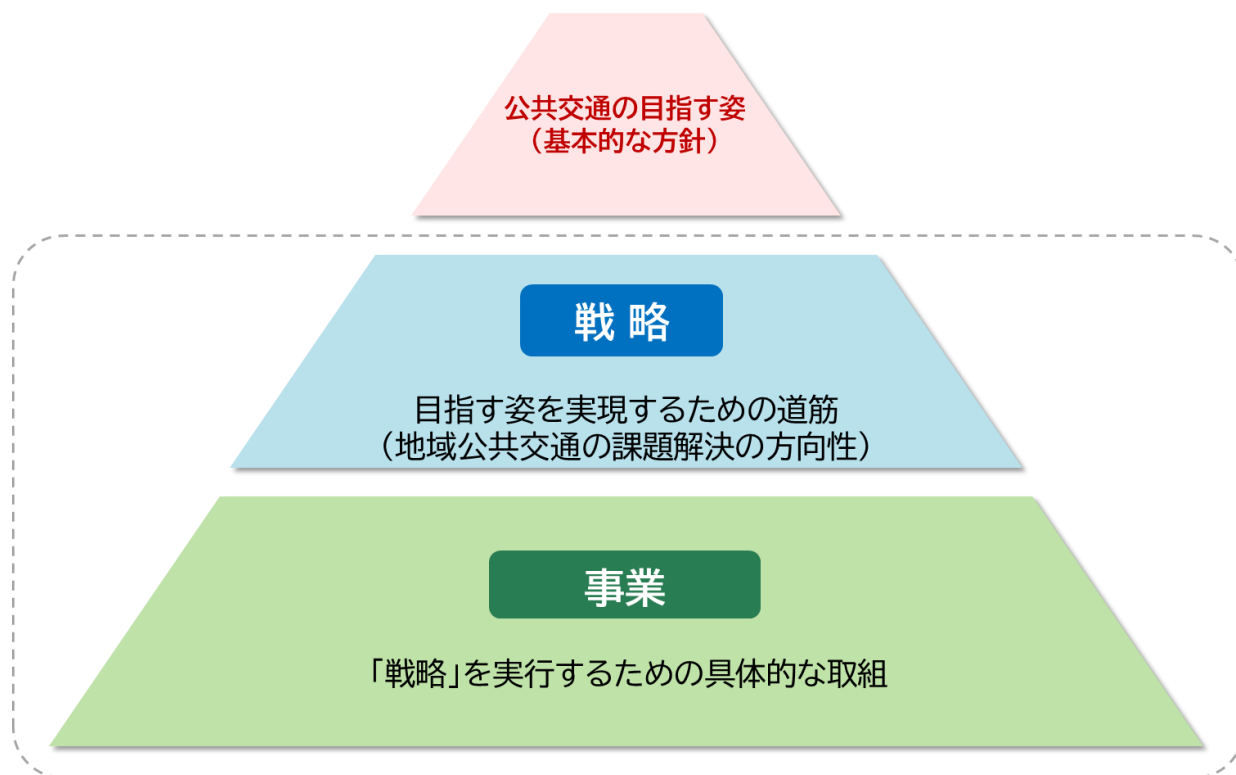 公共交通の目指す姿
（基本的な方針）
戦 略
目指す姿を実現するための道筋
（地域公共交通の課題解決の方向性）
事業
「戦略」を実行するための具体的な取組